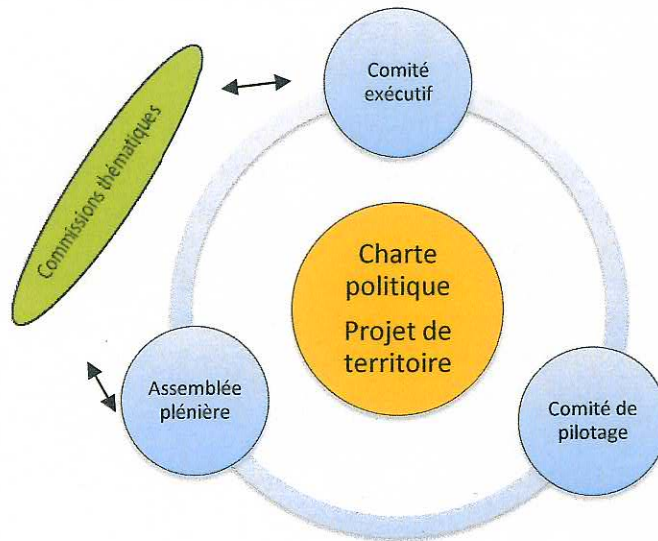 Comité
exécutif
Commissions thématiques
Charte
politique
Projet de
territoire
Assemblée
plénière
Comité de
pilotage